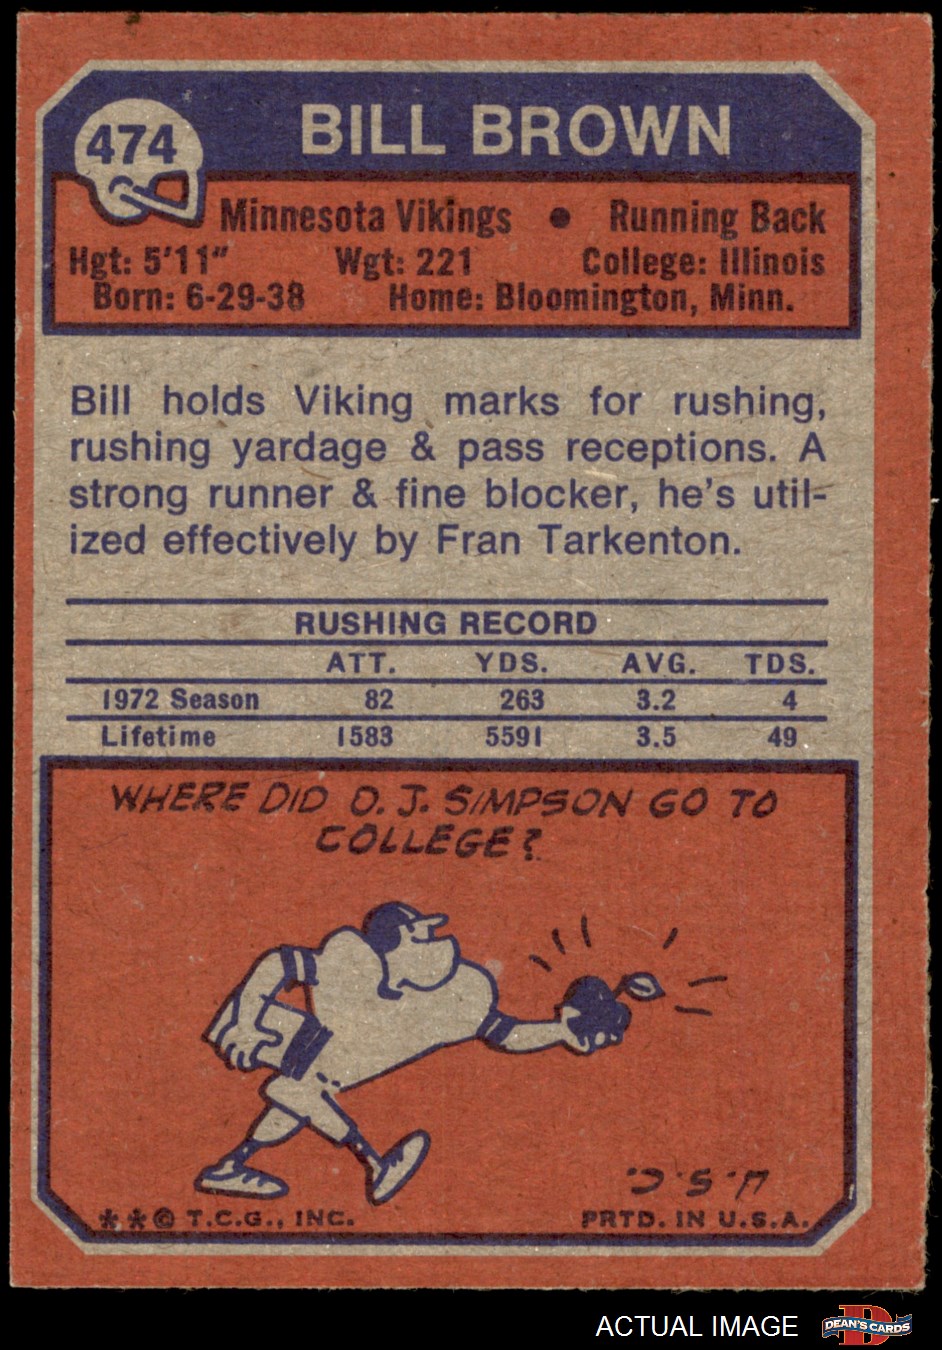 474
BILL BROWN
Minnesota Vikings • Running Back
Hgt: 5'11" Wgt: 221 College: Illinois
Born: 6-29-38 Home: Bloomington, Minn.
Bill holds Viking marks for rushing,
rushing yardage & pass receptions. A
strong runner & fine blocker, he's util-
ized effectively by Fran Tarkenton.
RUSHING RECORD
ATT. YDS. AVG. TDS.
1972 Season 82 263 3.2 4
Lifetime 1583 5591 3.5 49
WHERE DID O. J. SIMPSON GO TO
COLLEGE?
U·S·C·
**© T.C.G., INC. PRTD. IN U.S.A.
ACTUAL IMAGE DEAN'S CARDS